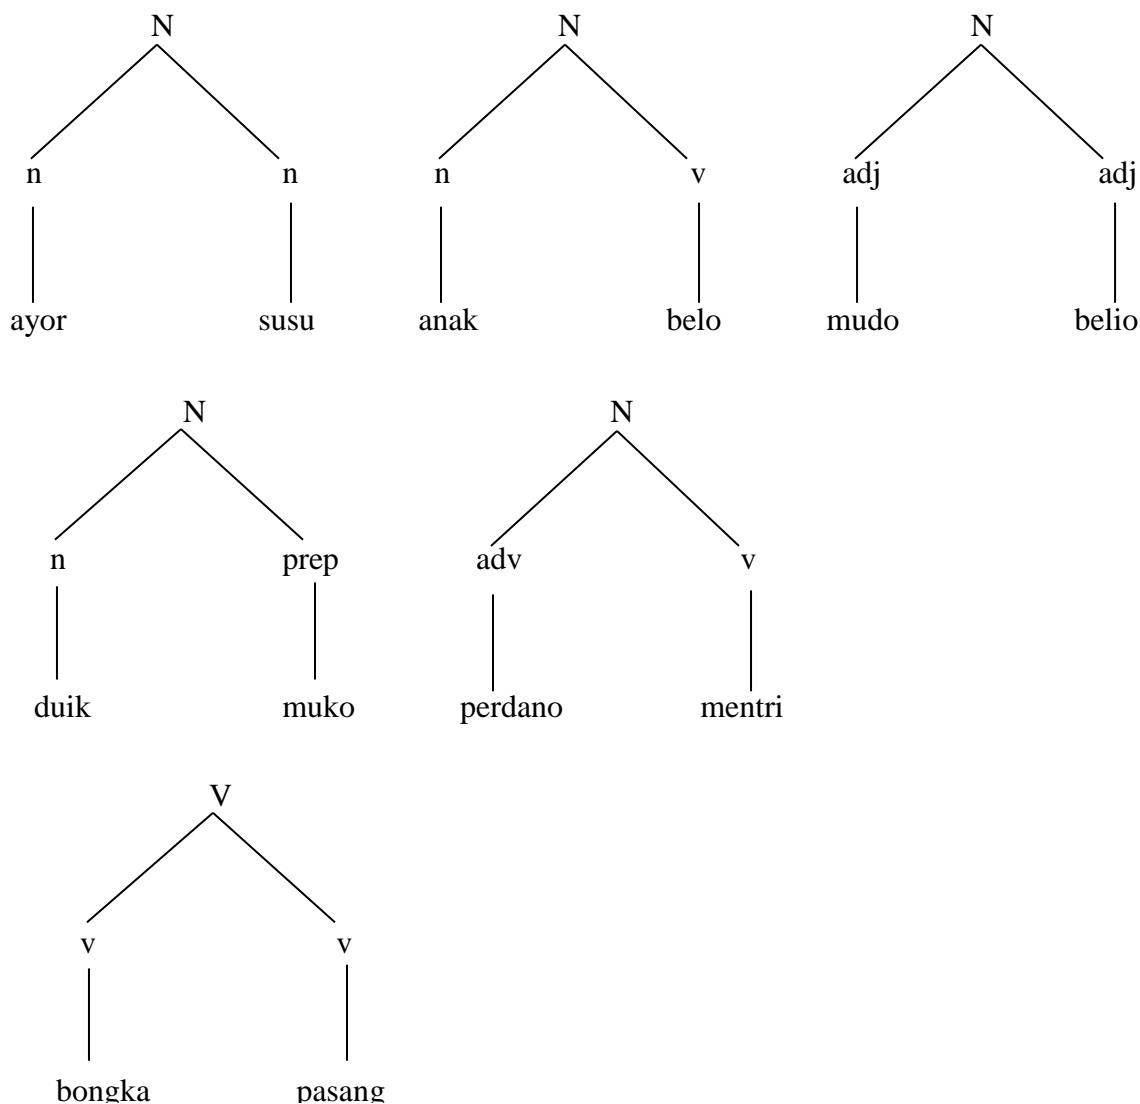 N N N
n n n v adj adj
ayor susu anak belo mudo belio
N N
n prep adv v
duik muko perdano mentri
V
v v
bongka pasang